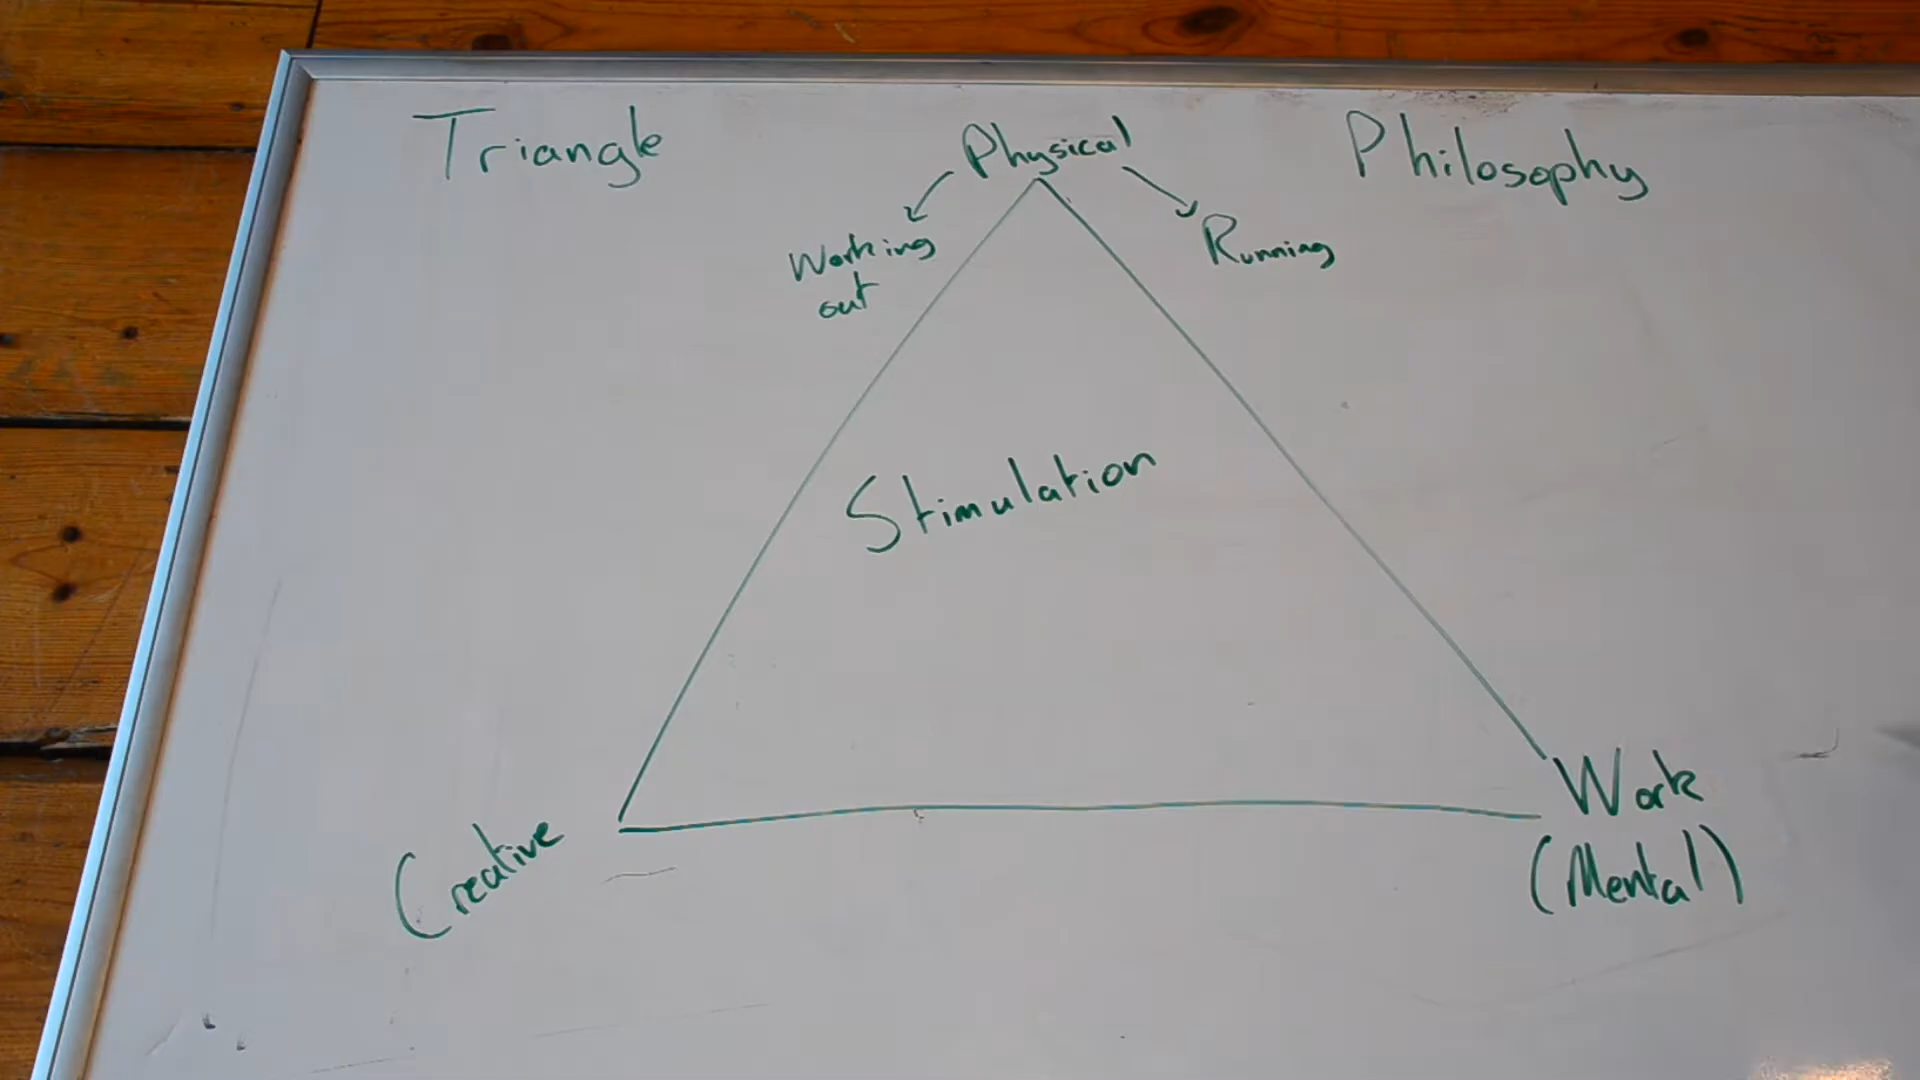 Triangle
Philosophy
Physical
Working
out
Running
Stimulation
Creative
Work
(Mental)